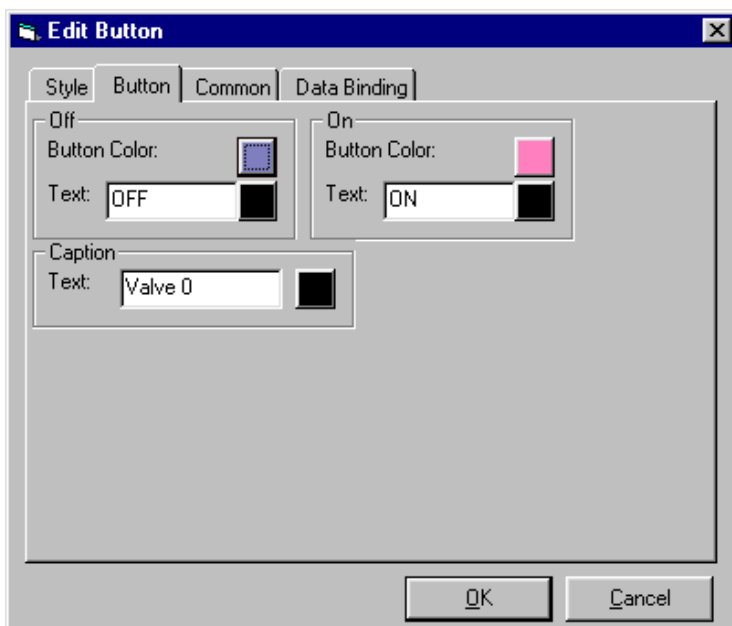 Edit Button
Style Button Common Data Binding
Off
Button Color:
Text: OFF
On
Button Color:
Text: ON
Caption
Text: Valve 0
OK Cancel